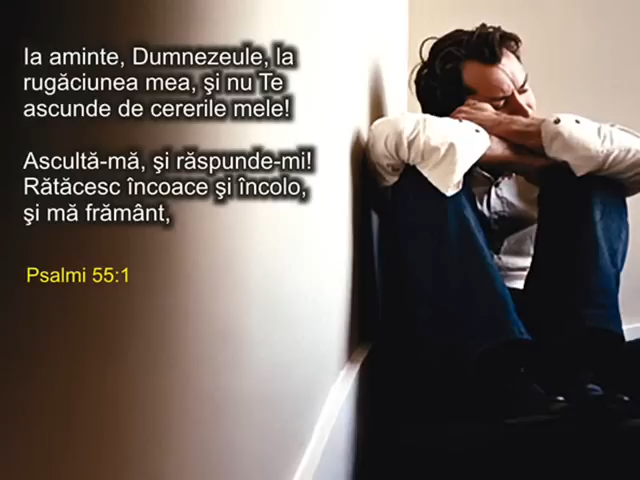 Ia aminte, Dumnezeule, la
rugăciunea mea, şi nu Te
ascunde de cererile mele!
Ascultă-mă, şi răspunde-mi!
Rătăcesc încoace şi încolo,
şi mă frământ,
Psalmi 55:1